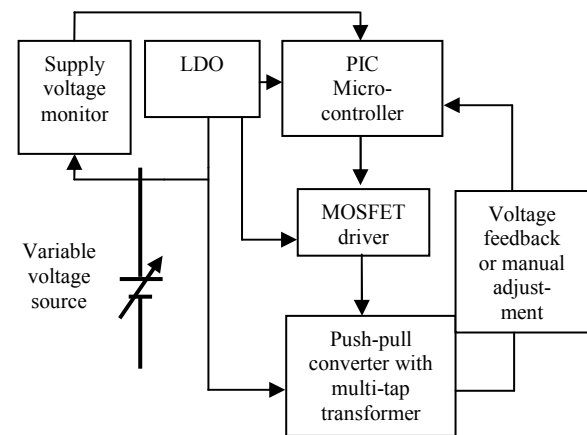 Supply
voltage
monitor
LDO
PIC
Micro-
controller
MOSFET
driver
Variable
voltage
source
Voltage
feedback
or manual
adjust-
ment
Push-pull
converter with
multi-tap
transformer